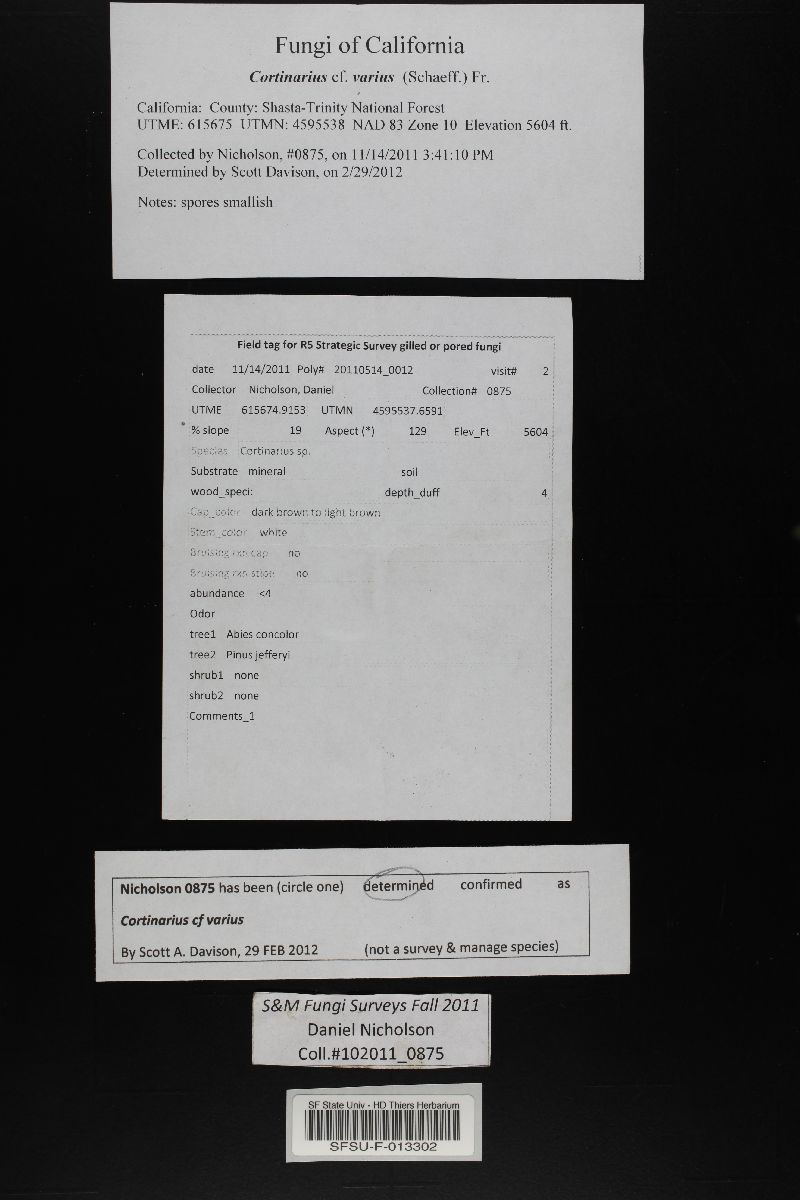 Fungi of California
Cortinarius cf. varius (Schaeff.) Fr.
California: County: Shasta-Trinity National Forest
UTME: 615675 UTMN: 4595538 NAD 83 Zone 10 Elevation 5604 ft.
Collected by Nicholson, #0875, on 11/14/2011 3:41:10 PM
Determined by Scott Davison, on 2/29/2012
Notes: spores smallish
Field tag for R5 Strategic Survey gilled or pored fungi
date 11/14/2011 Poly# 20110514_0012 visit# 2
Collector Nicholson, Daniel Collection# 0875
UTME 615674.9153 UTMN 4595537.6591
% slope 19 Aspect (*) 129 Elev_Ft 5604
Species Cortinarius sp.
Substrate mineral soil
wood_speci: depth_duff 4
Cap_color dark brown to light brown
Stem_color white
Bruising rxn cap no
Bruising rxn stipe no
abundance <4
Odor
tree1 Abies concolor
tree2 Pinus jefferyi
shrub1 none
shrub2 none
Comments_1
Nicholson 0875 has been (circle one) determined confirmed as
Cortinarius cf varius
By Scott A. Davison, 29 FEB 2012 (not a survey & manage species)
S&M Fungi Surveys Fall 2011
Daniel Nicholson
Coll.#102011_0875
SF State Univ - HD Thiers Herbarium
SFSU-F-013302